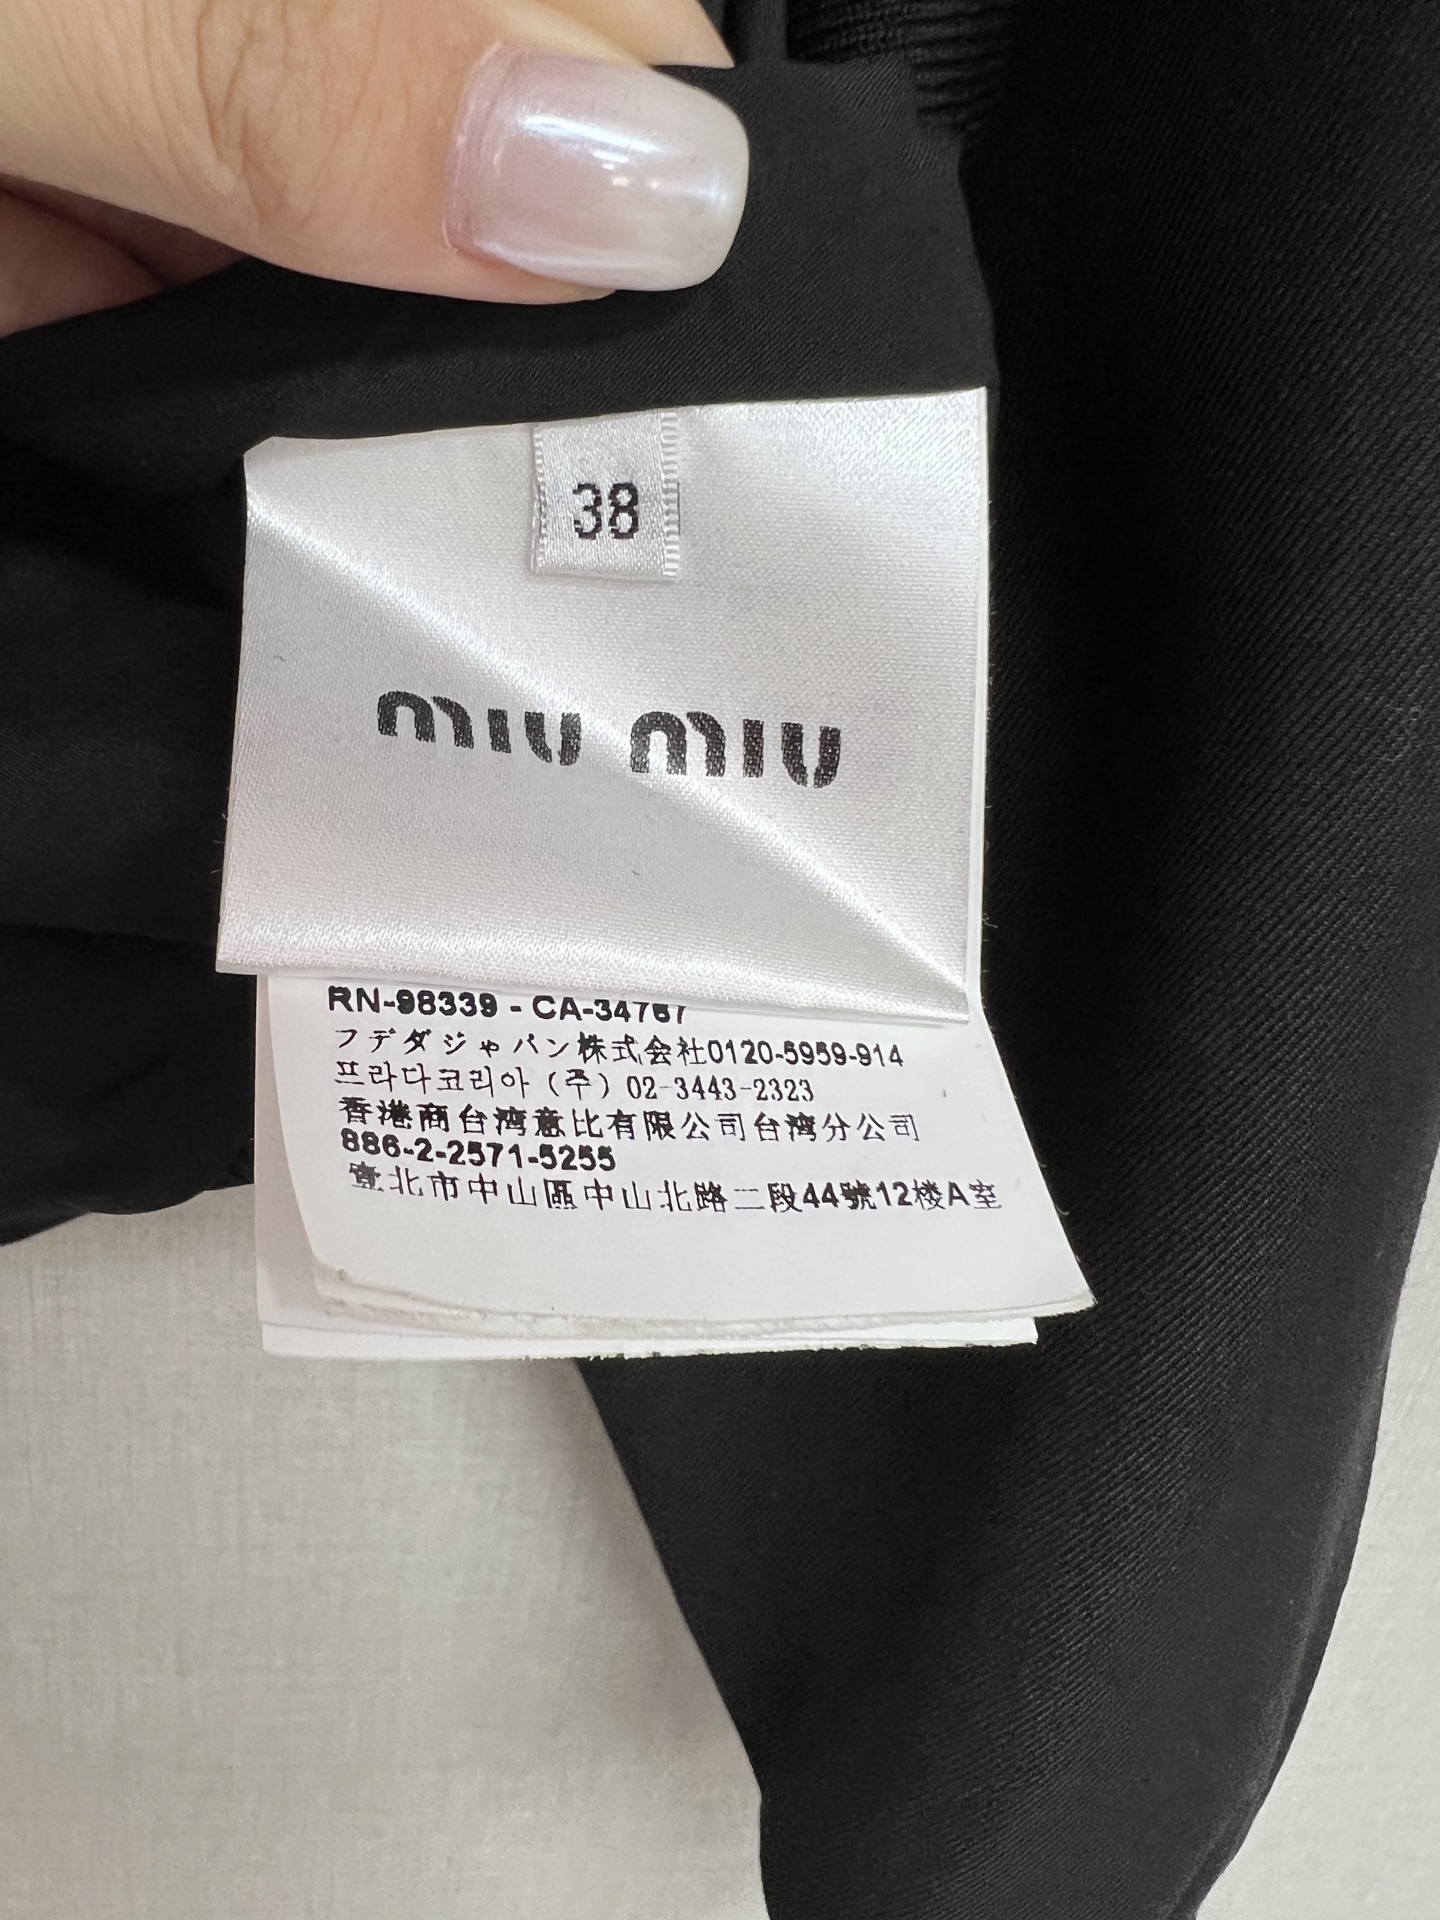 38
miu miu
RN-98339 - CA-34767
フデダジャパン株式会社0120-5959-914
프라다코리아 (주) 02-3443-2323
香港商台湾意比有限公司台湾分公司
886-2-2571-5255
臺北市中山區中山北路二段44號12楼A室